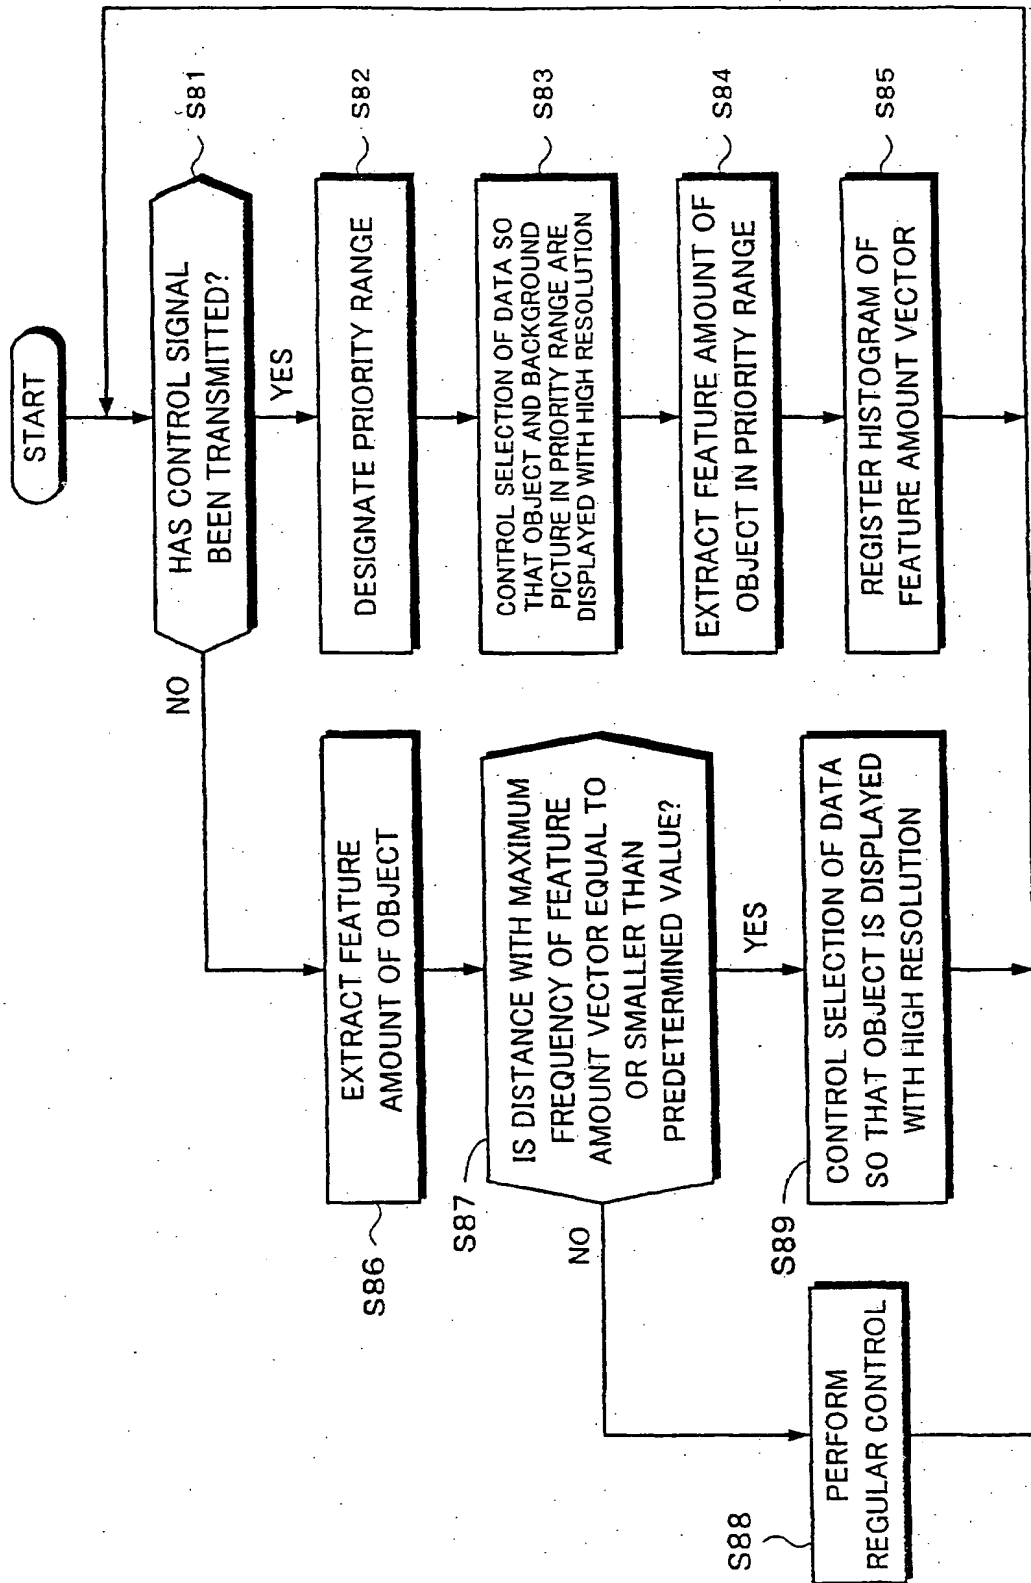 START
HAS CONTROL SIGNAL
BEEN TRANSMITTED?
S81
YES
NO
DESIGNATE PRIORITY RANGE
S82
CONTROL SELECTION OF DATA SO
THAT OBJECT AND BACKGROUND
PICTURE IN PRIORITY RANGE ARE
DISPLAYED WITH HIGH RESOLUTION
S83
EXTRACT FEATURE AMOUNT OF
OBJECT IN PRIORITY RANGE
S84
REGISTER HISTOGRAM OF
FEATURE AMOUNT VECTOR
S85
S86
EXTRACT FEATURE
AMOUNT OF OBJECT
S87
IS DISTANCE WITH MAXIMUM
FREQUENCY OF FEATURE
AMOUNT VECTOR EQUAL TO
OR SMALLER THAN
PREDETERMINED VALUE?
NO
YES
S89
CONTROL SELECTION OF DATA
SO THAT OBJECT IS DISPLAYED
WITH HIGH RESOLUTION
S88
PERFORM
REGULAR CONTROL